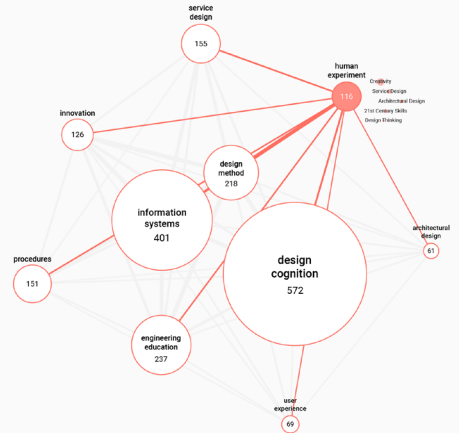 service
design
155
human
experiment
116
Creativity
Service Design
Architectural Design
21st Century Skills
Design Thinking
innovation
126
design
method
218
information
systems
401
architectural
design
61
design
cognition
572
procedures
151
engineering
education
237
user
experience
69